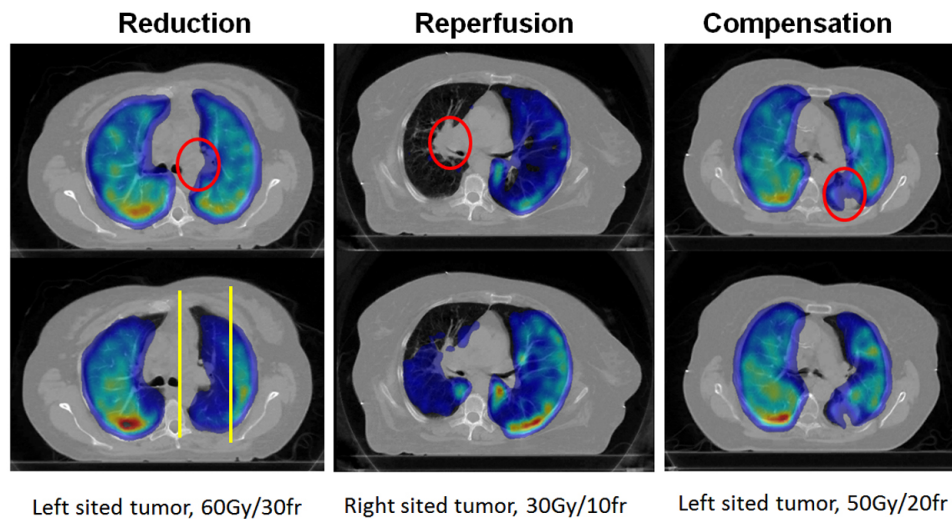 Reduction
Reperfusion
Compensation
Left sited tumor, 60Gy/30fr
Right sited tumor, 30Gy/10fr
Left sited tumor, 50Gy/20fr